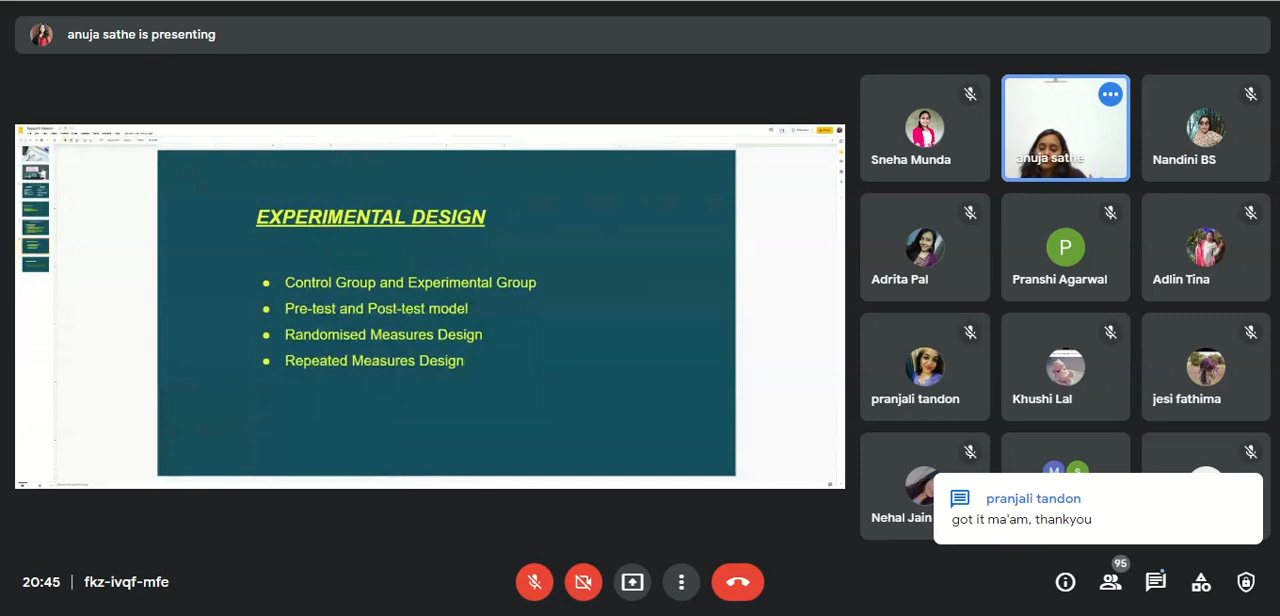 anuja sathe is presenting
EXPERIMENTAL DESIGN
● Control Group and Experimental Group
● Pre-test and Post-test model
● Randomised Measures Design
● Repeated Measures Design
Sneha Munda
anuja sathe
Nandini BS
Adrita Pal
P
Pranshi Agarwal
Adlin Tina
pranjali tandon
Khushi Lal
jesi fathima
M S
Nehal Jain
pranjali tandon
got it ma'am, thankyou
20:45 | fkz-ivqf-mfe
95